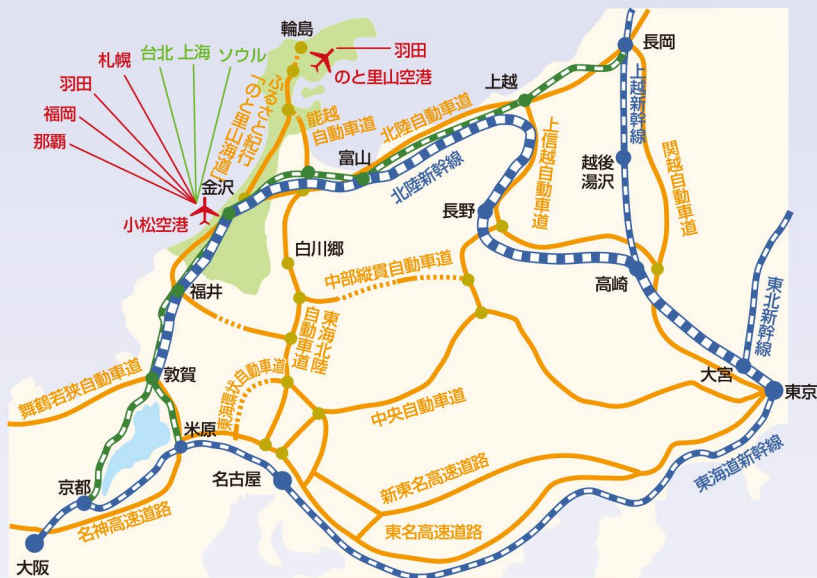 輪島
羽田
のと里山空港
札幌
台北
上海
ソウル
羽田
福岡
那覇
ふるさと紀行
「のと里山海道」
能越
自動車道
北陸自動車道
上越
長岡
上越新幹線
越後
湯沢
関越自動車道
上信越自動車道
富山
北陸新幹線
金沢
小松空港
長野
白川郷
中部縦貫自動車道
高崎
東北新幹線
福井
東海北陸
自動車道
東海環状自動車道
大宮
東京
敦賀
舞鶴若狭自動車道
中央自動車道
米原
名古屋
新東名高速道路
東海道新幹線
京都
名神高速道路
東名高速道路
大阪